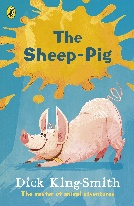 The
Sheep-Pig
Dick King-Smith
The master of animal adventures